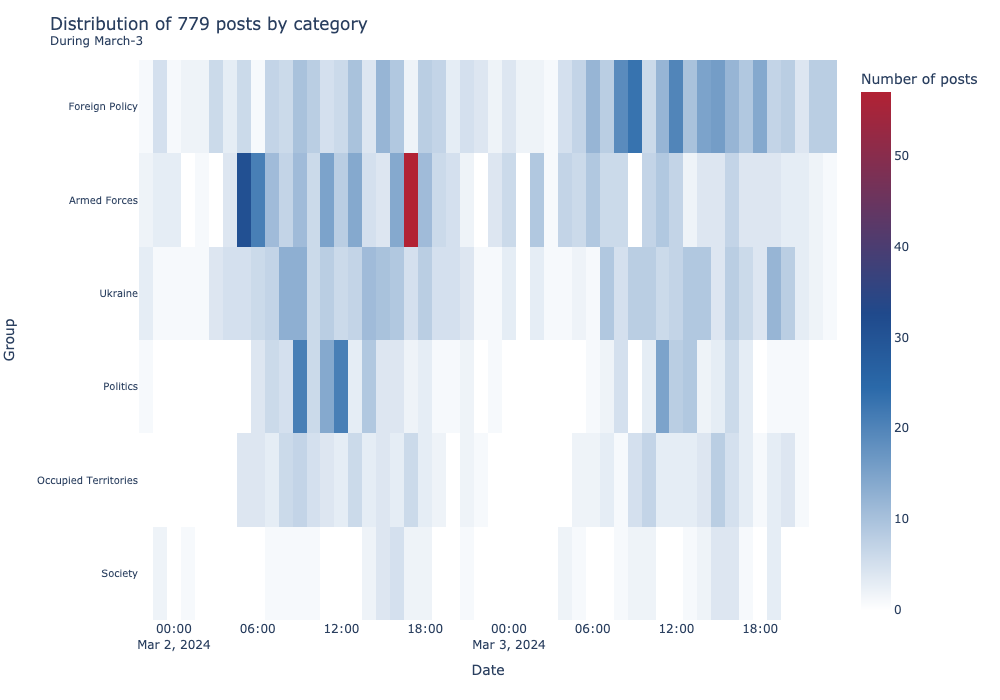 Distribution of 779 posts by category
During March-3
Number of posts
Foreign Policy
Armed Forces
Ukraine
Politics
Occupied Territories
Society
Group
50
40
30
20
10
0
00:00
Mar 2, 2024
06:00
12:00
18:00
00:00
Mar 3, 2024
06:00
12:00
18:00
Date